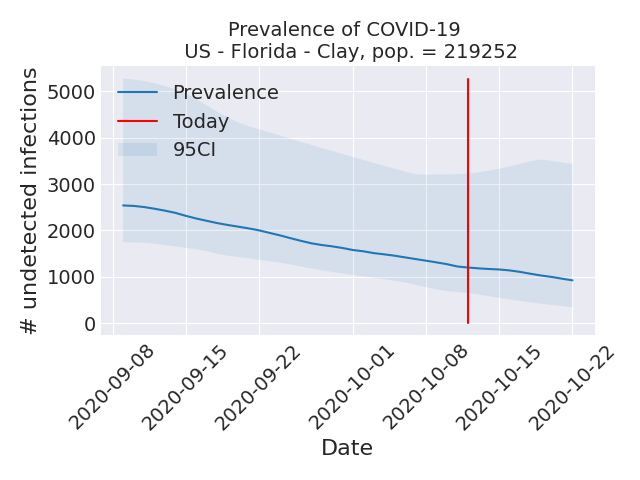 Prevalence of COVID-19
US - Florida - Clay, pop. = 219252
# undetected infections
5000
4000
3000
2000
1000
0
Prevalence
Today
95CI
2020-09-08
2020-09-15
2020-09-22
2020-10-01
2020-10-08
2020-10-15
2020-10-22
Date